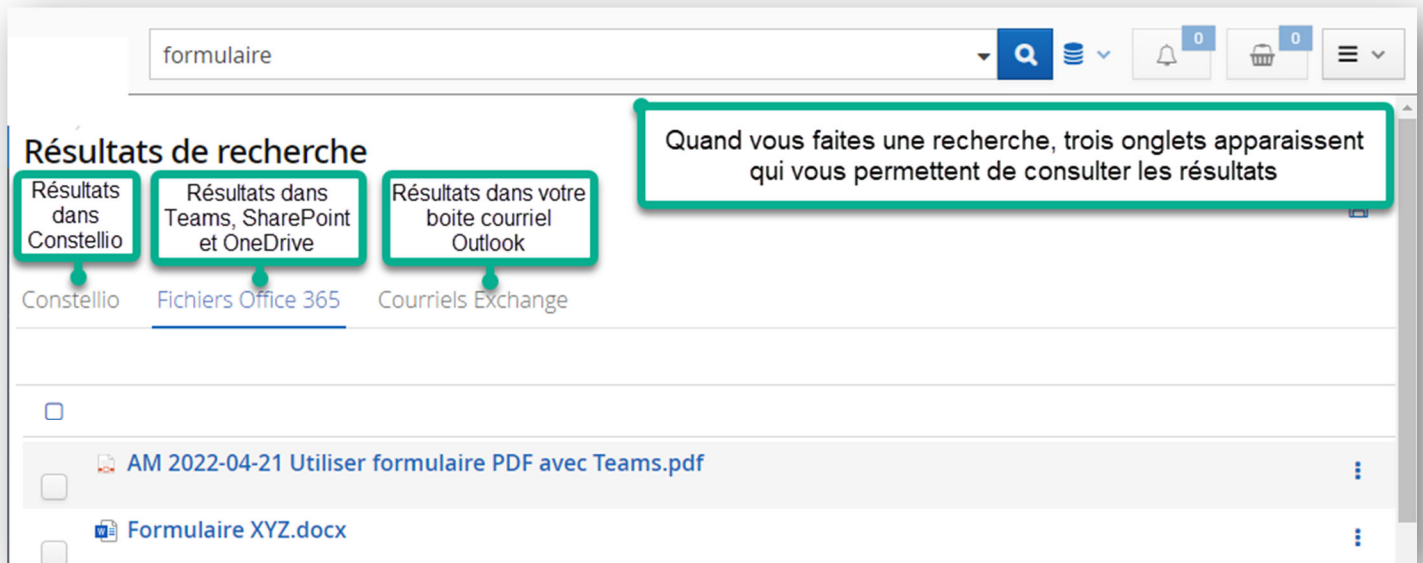 formulaire
0
0
Quand vous faites une recherche, trois onglets apparaissent
qui vous permettent de consulter les résultats
Résultats de recherche
Résultats
dans
Constellio
Résultats dans
Teams, SharePoint
et OneDrive
Résultats dans votre
boite courriel
Outlook
Constellio
Fichiers Office 365
Courriels Exchange
AM 2022-04-21 Utiliser formulaire PDF avec Teams.pdf
Formulaire XYZ.docx